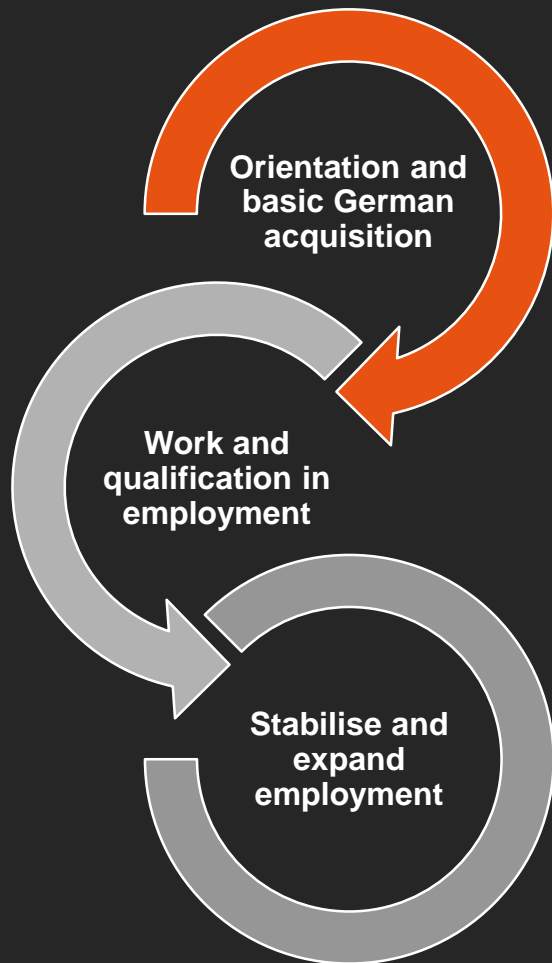 Orientation and
basic German
acquisition
Work and
qualification in
employment
Stabilise and
expand
employment